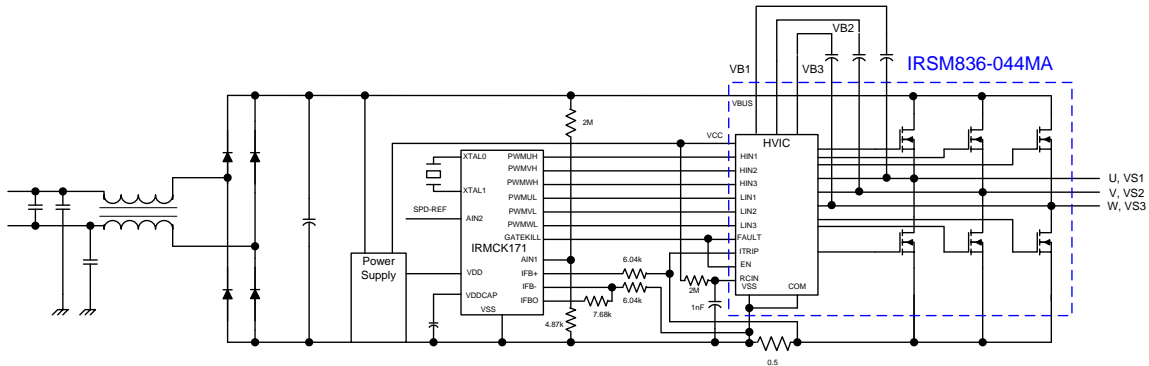 VB2
VB1
VB3
IRSM836-044MA
VBUS
2M
VCC
HVIC
XTAL0
PWMUH
HIN1
PWMVH
HIN2
PWMWH
HIN3
XTAL1
PWMUL
LIN1
SPD-REF
AIN2
PWMVL
LIN2
PWMWL
LIN3
GATEKILL
FAULT
IRMCK171
U, VS1
V, VS2
W, VS3
Power
Supply
AIN1
ITRIP
VDD
IFB+
6.04k
EN
IFB-
6.04k
2M
RCIN
VDDCAP
IFBO
7.68k
VSS
COM
VSS
1nF
4.87k
0.5